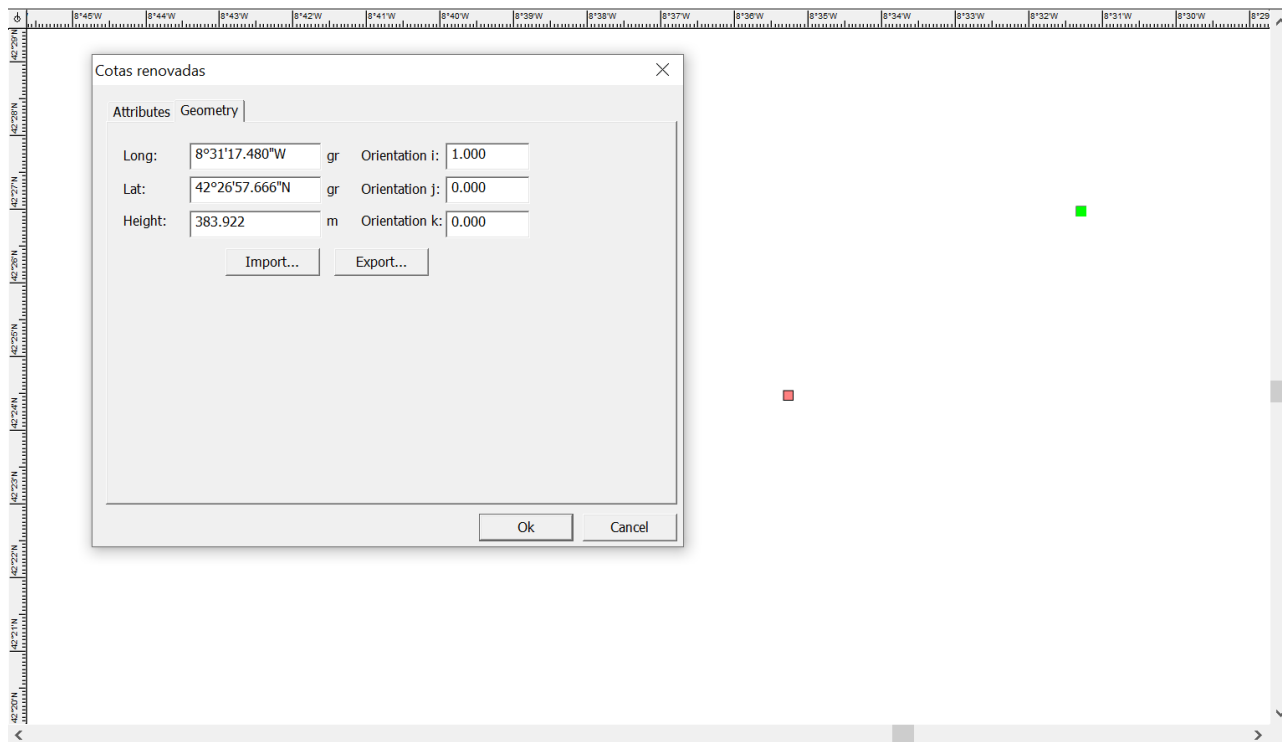 8°45'W 8°44'W 8°43'W 8°42'W 8°41'W 8°40'W 8°39'W 8°38'W 8°37'W 8°36'W 8°35'W 8°34'W 8°33'W 8°32'W 8°31'W 8°30'W 8°29
42°29'N
42°28'N
42°27'N
42°26'N
42°25'N
42°24'N
42°23'N
42°22'N
42°21'N
42°20'N
Cotas renovadas
Attributes Geometry
Long: 8°31'17.480"W gr Orientation i: 1.000
Lat: 42°26'57.666"N gr Orientation j: 0.000
Height: 383.922 m Orientation k: 0.000
Import... Export...
Ok Cancel